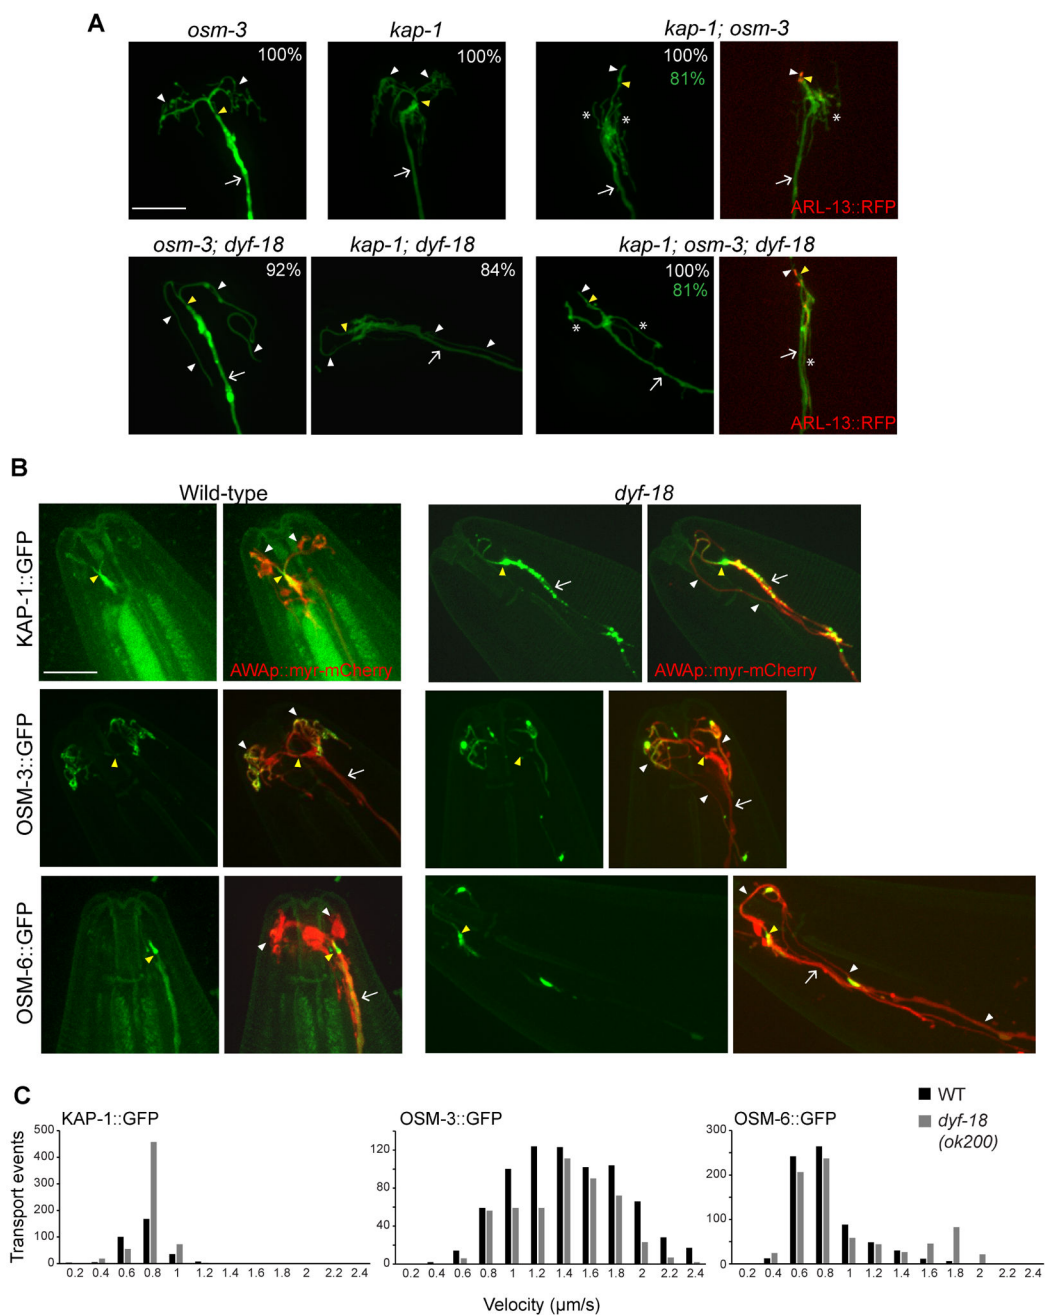 A
osm-3
kap-1
kap-1; osm-3
100%
100%
100%
81%
*
*
*
ARL-13::RFP
osm-3; dyf-18
kap-1; dyf-18
kap-1; osm-3; dyf-18
92%
84%
100%
81%
*
*
*
ARL-13::RFP
B
Wild-type
dyf-18
KAP-1::GFP
AWAp::myr-mCherry
AWAp::myr-mCherry
OSM-3::GFP
OSM-6::GFP
C
KAP-1::GFP
OSM-3::GFP
OSM-6::GFP
WT
dyf-18
(ok200)
Transport events
500
400
300
200
100
0
120
80
40
0
300
200
100
50
0
0.2 0.4 0.6 0.8 1 1.2 1.4 1.6 1.8 2 2.2 2.4
0.2 0.4 0.6 0.8 1 1.2 1.4 1.6 1.8 2 2.2 2.4
0.2 0.4 0.6 0.8 1 1.2 1.4 1.6 1.8 2 2.2 2.4
Velocity (µm/s)